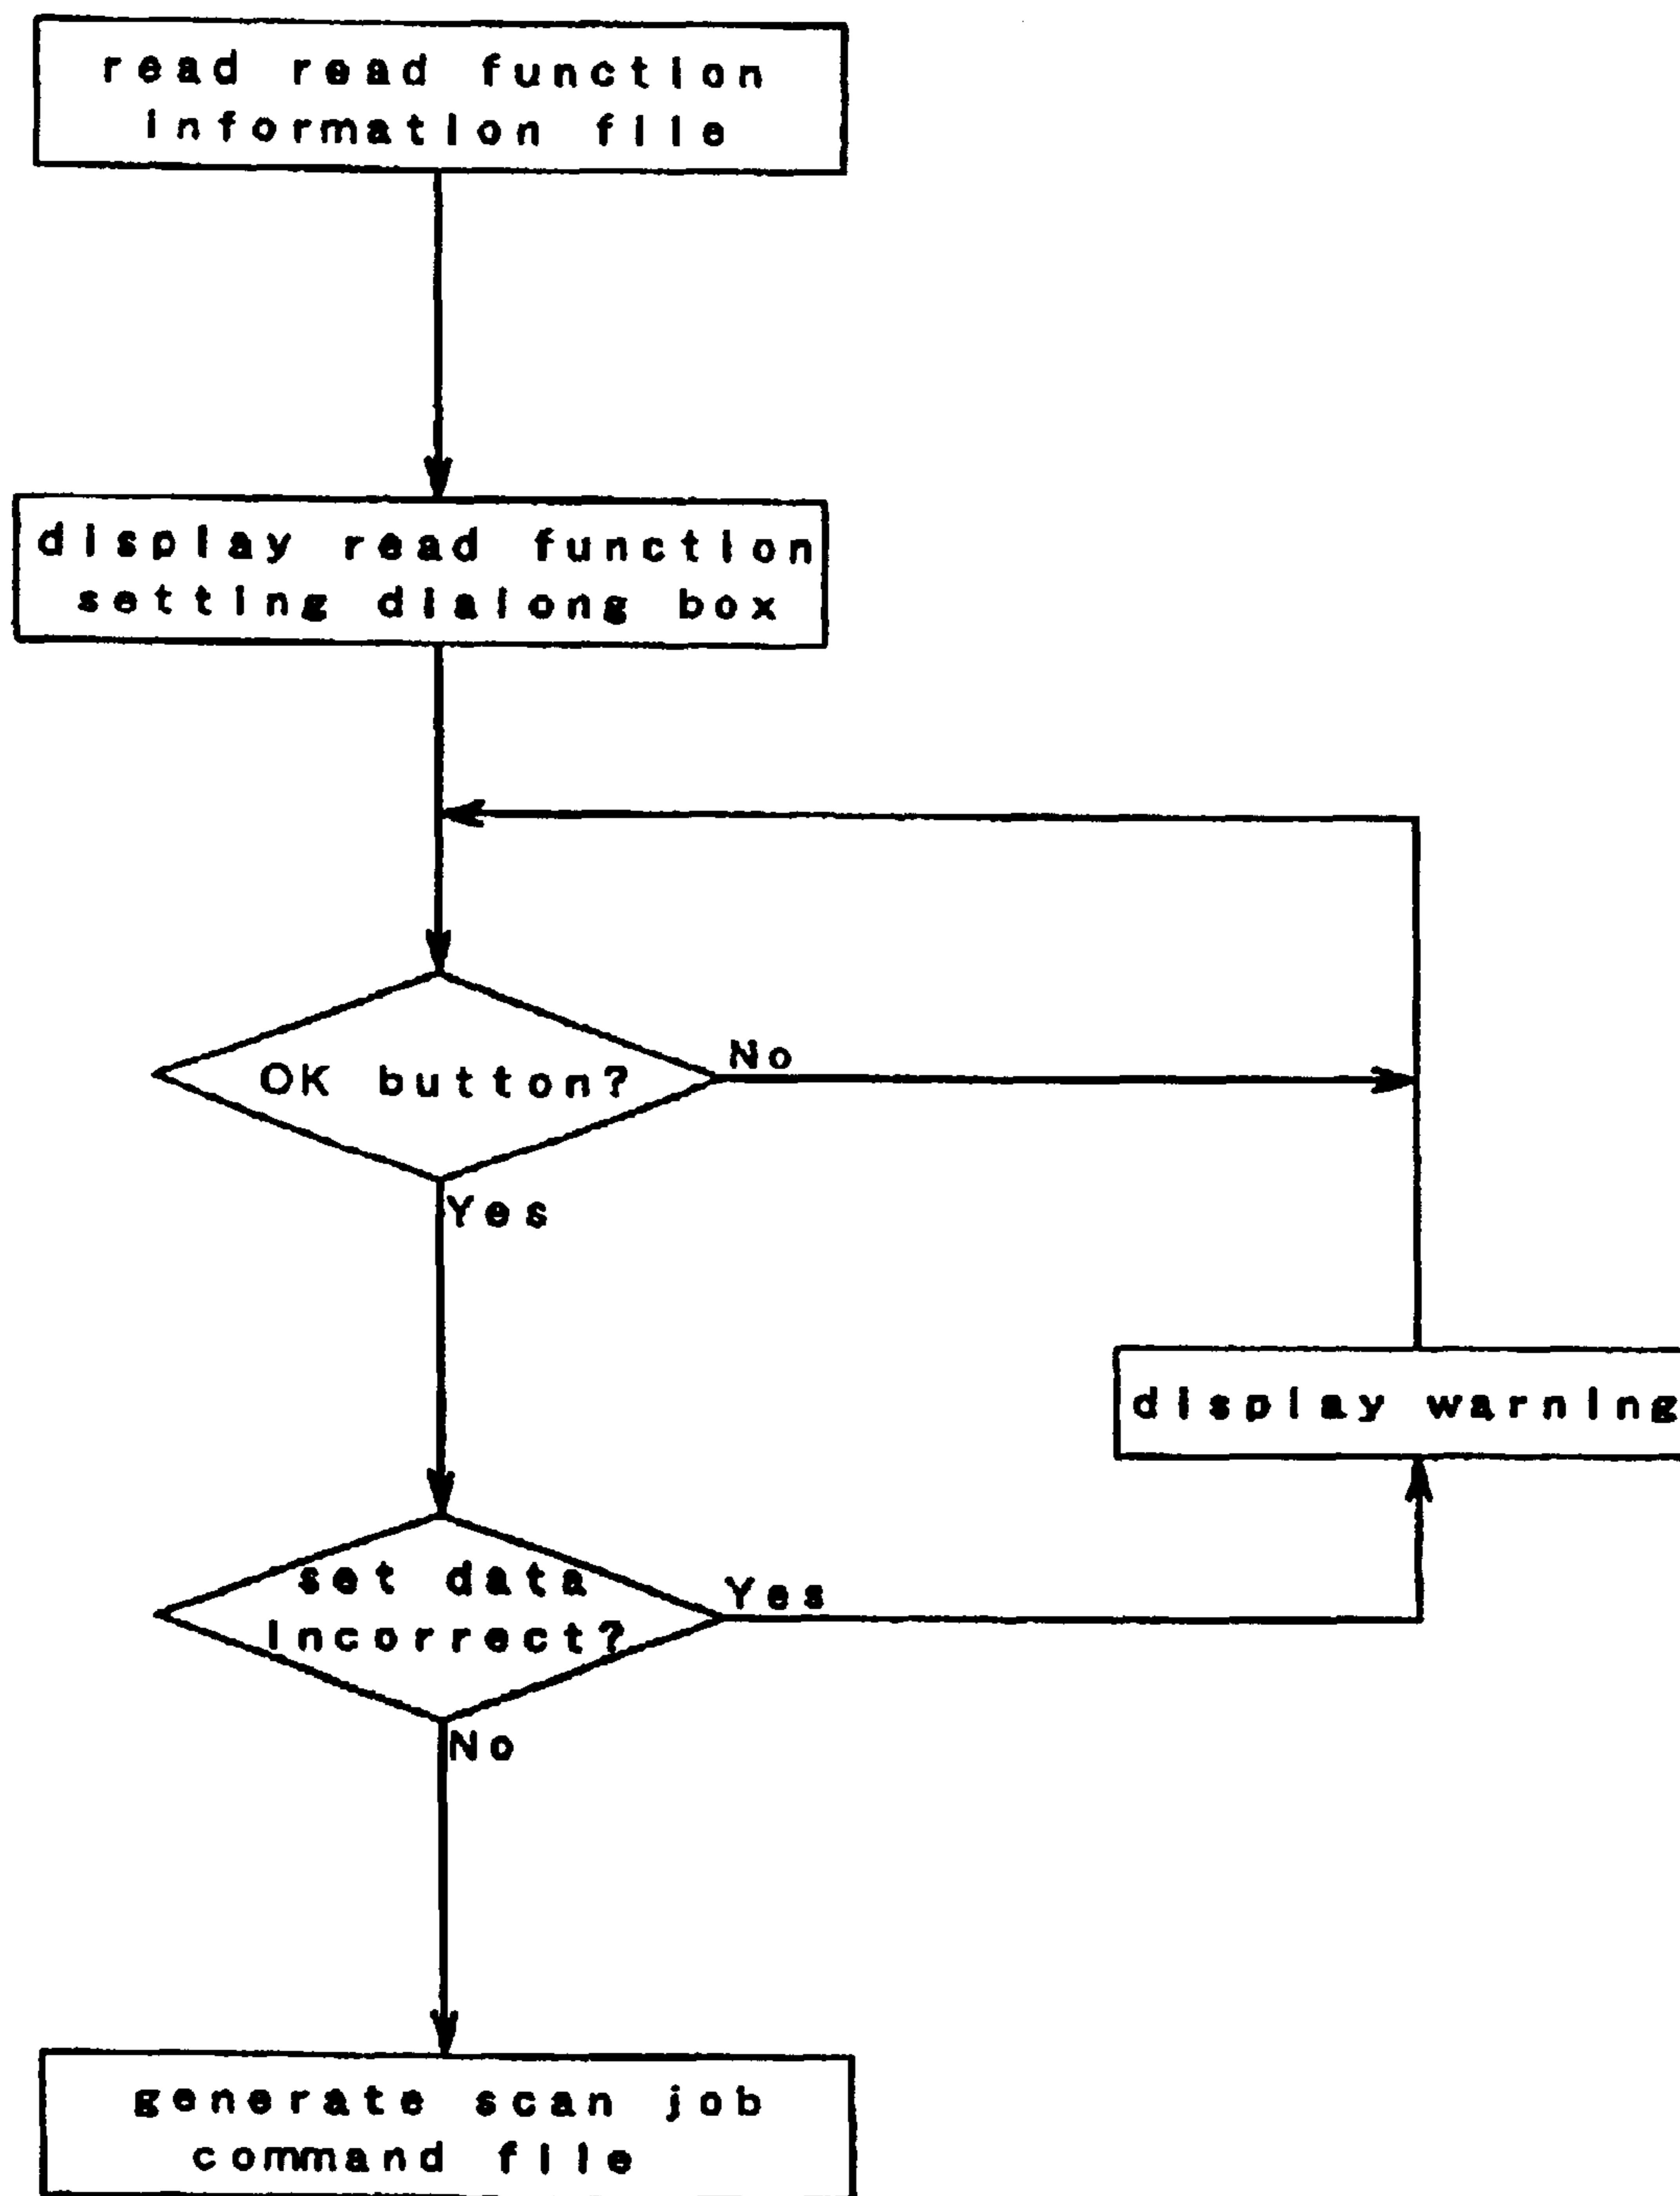 read read function
information file
display read function
setting dialong box
OK button?
No
Yes
display warning
set data
incorrect?
Yes
No
generate scan job
command file